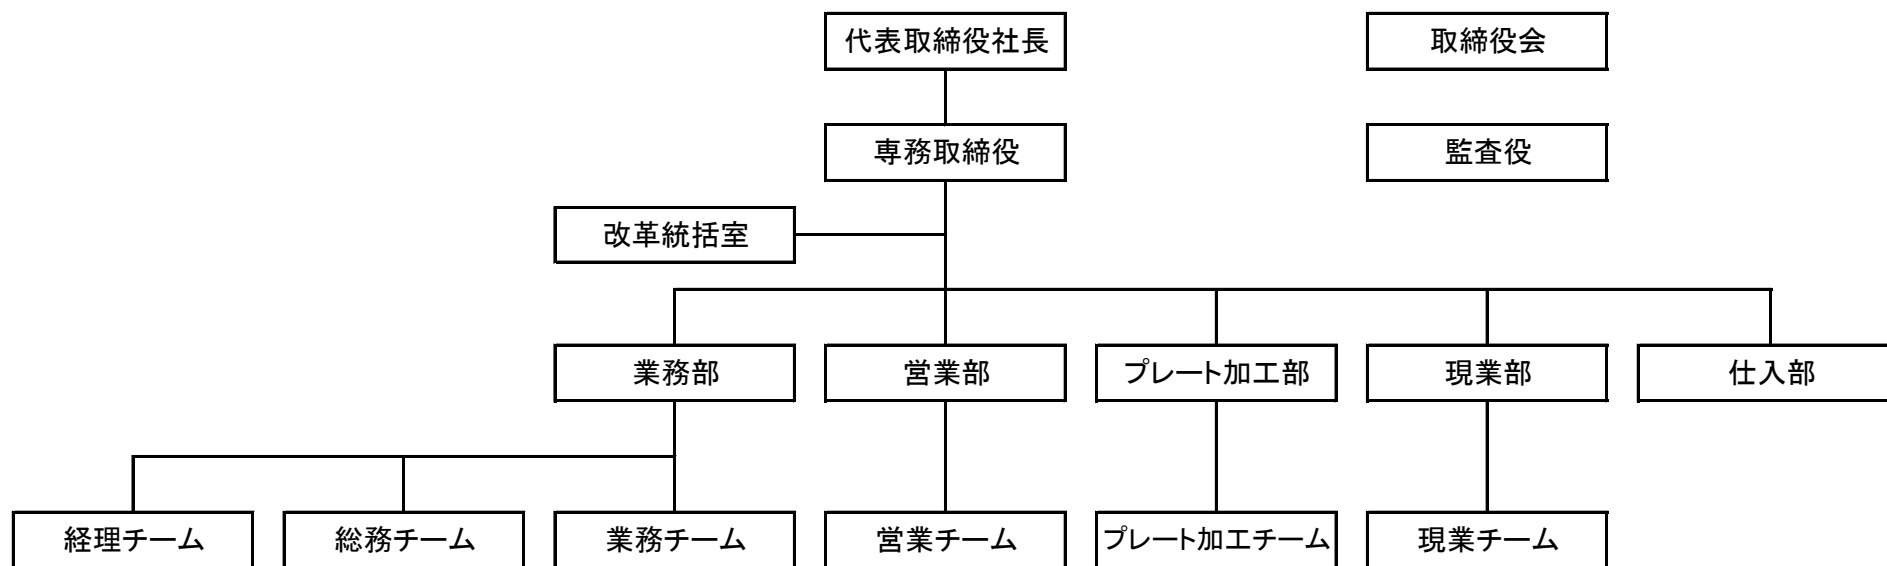 代表取締役社長
取締役会
専務取締役
監査役
改革統括室
業務部
営業部
プレート加工部
現業部
仕入部
経理チーム
総務チーム
業務チーム
営業チーム
プレート加工チーム
現業チーム